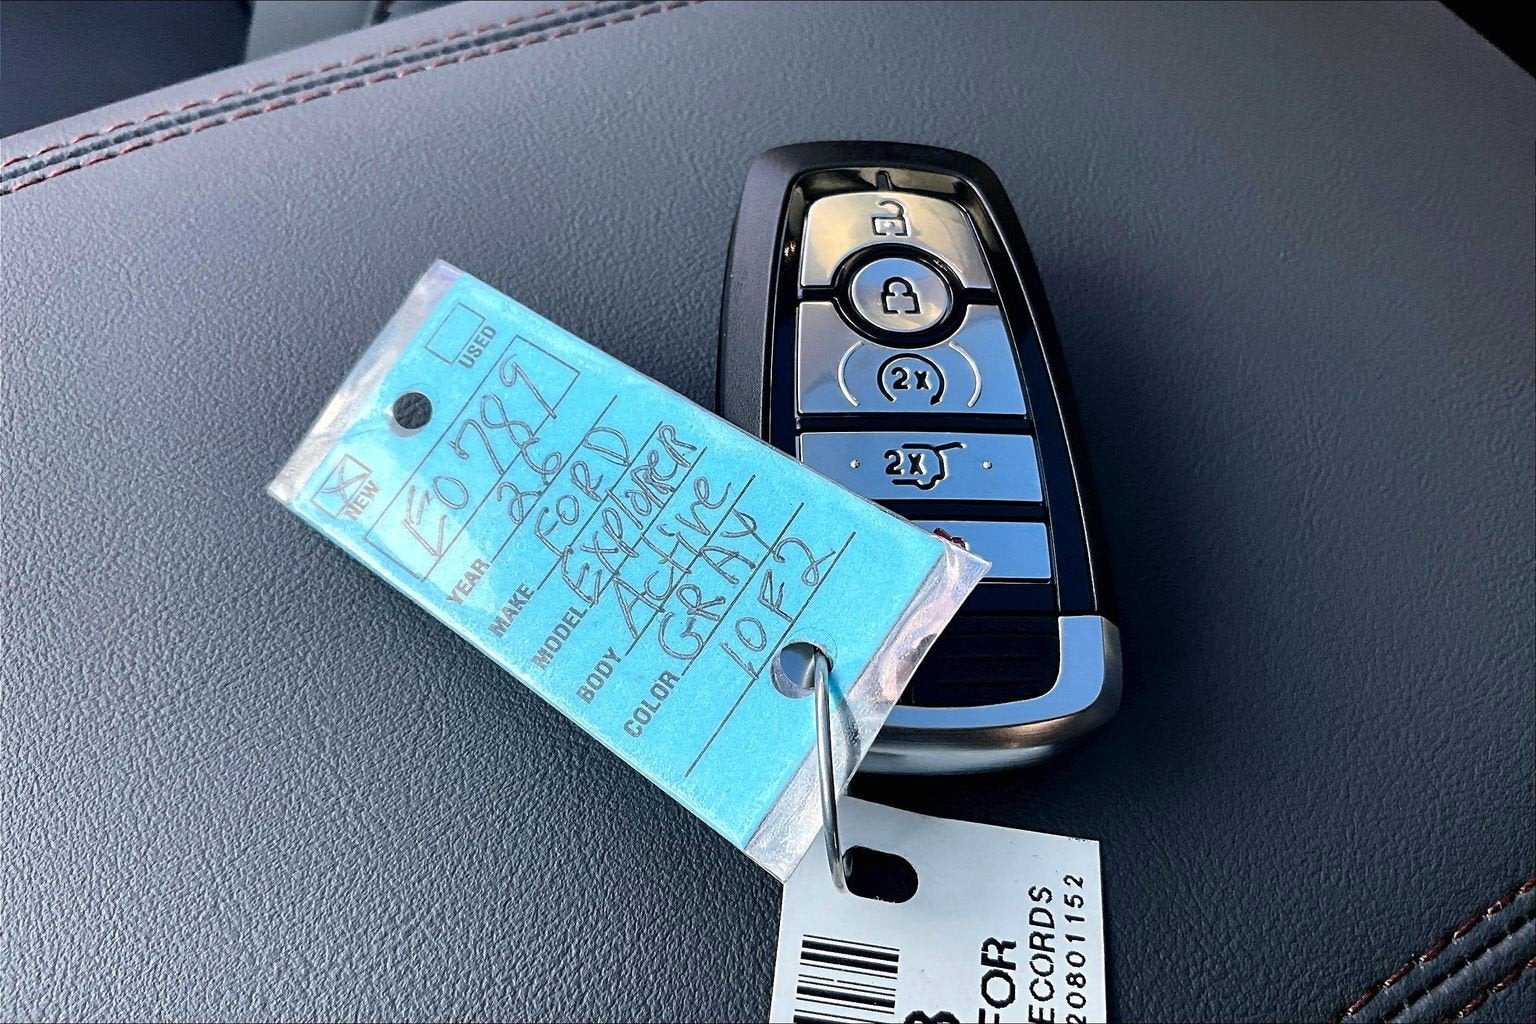 USED
NEW
E0789
YEAR 26
MAKE FORD
MODEL EXPLORER
BODY Active
COLOR GRAY
1OF2
2X
2X
FOR
ECORDS
20801152